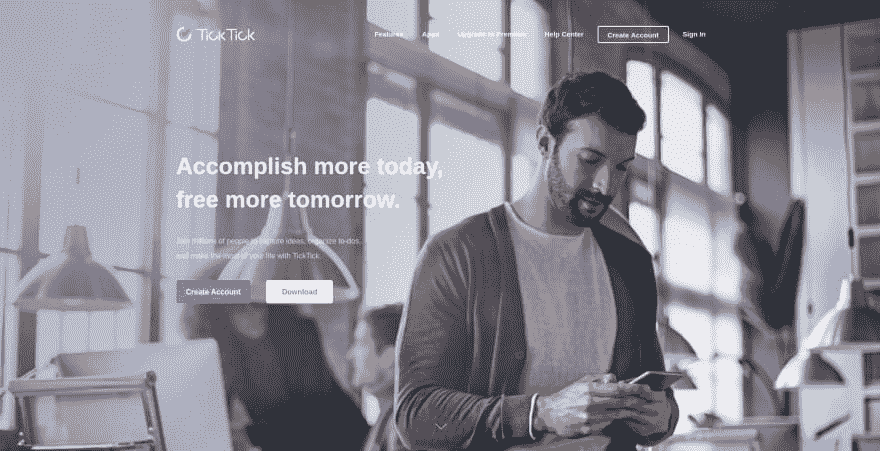 TickTick
Features Apps Upgrade to Premium Help Center Create Account Sign In
Accomplish more today,
free more tomorrow.
Join millions of people to capture ideas, organize to-dos,
and make the most of your life with TickTick.
Create Account Download